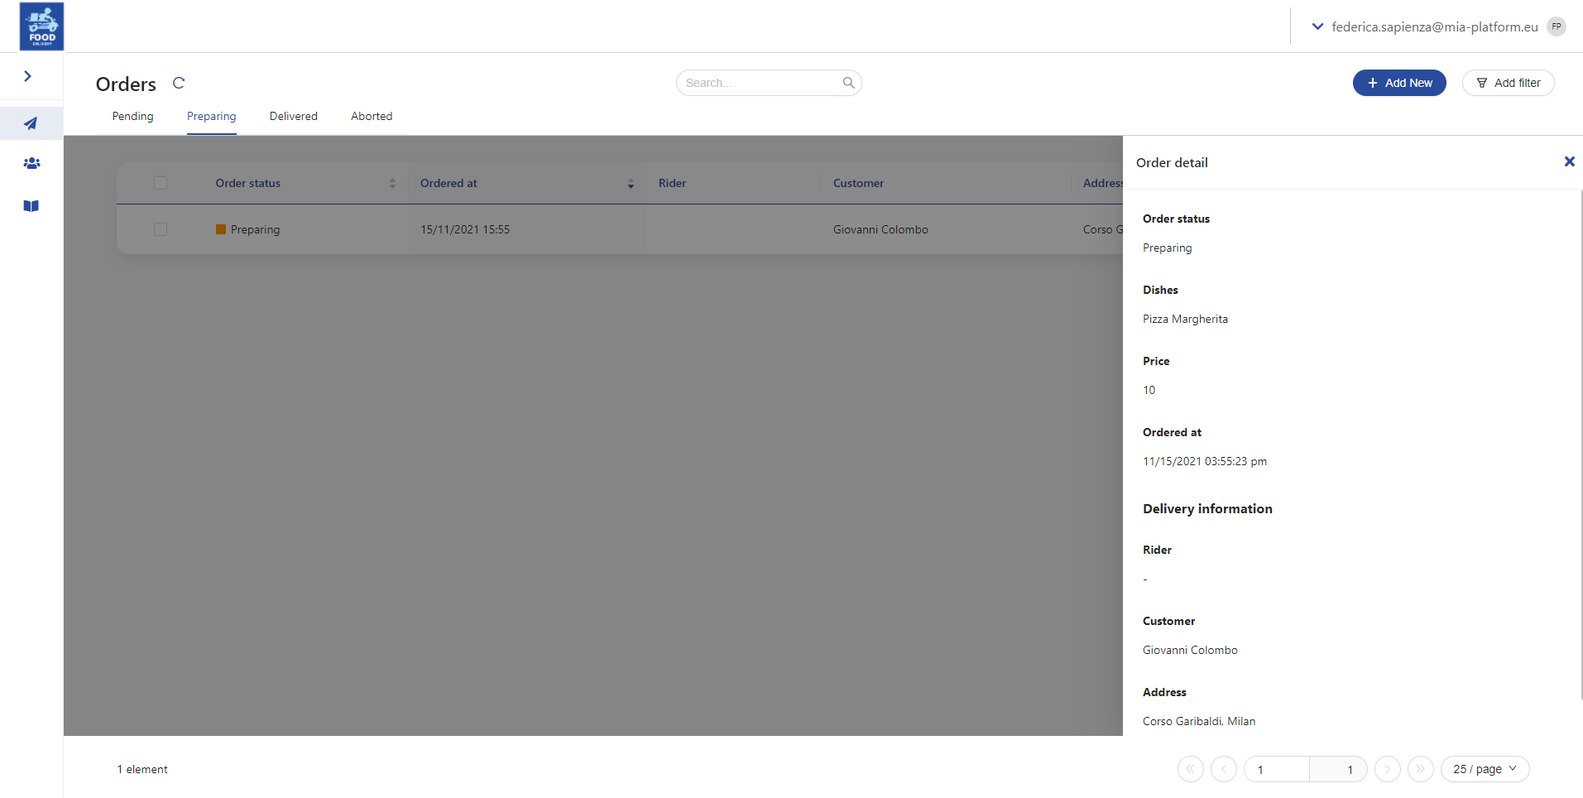 FOOD
DELIVERY
federica.sapienza@mia-platform.eu FP
Orders
Search...
Add New
Add filter
Pending Preparing Delivered Aborted
Order status Ordered at Rider Customer Address
Preparing 15/11/2021 15:55 Giovanni Colombo Corso G
Order detail
Order status
Preparing
Dishes
Pizza Margherita
Price
10
Ordered at
11/15/2021 03:55:23 pm
Delivery information
Rider
-
Customer
Giovanni Colombo
Address
Corso Garibaldi, Milan
1 element
1 1 25 / page